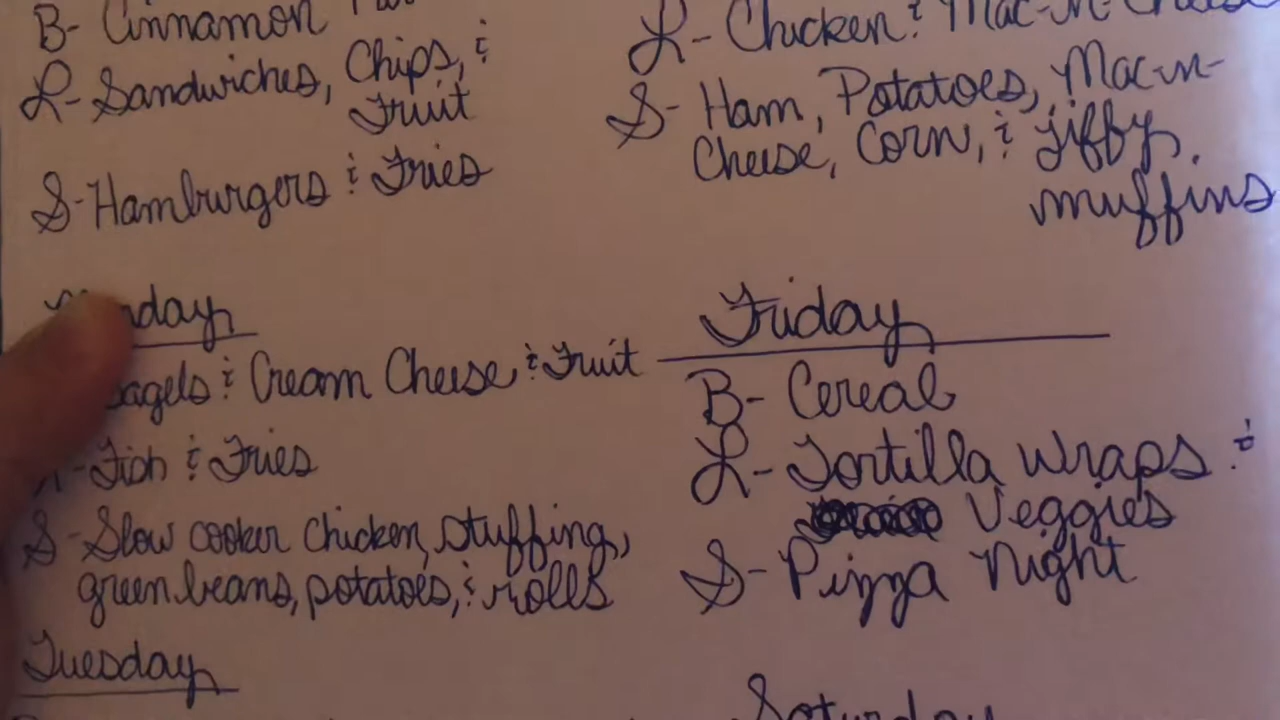 B- Cinnamon
L- Sandwiches, Chips, &
Fruit
S- Hamburgers & Fries
day
agels & Cream Cheese & Fruit
L- Fish & Fries
S- Slow cooker Chicken, Stuffing,
green beans, potatoes, & rolls
Tuesday
L- Chicken & Mac-n-Cheese
S- Ham, Potatoes, Mac-n-
Cheese, Corn, & Jiffy
muffins
Friday
B- Cereal
L- Tortilla Wraps &
Veggies
S- Pizza Night
Saturday